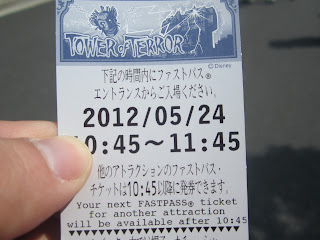 TOWER of TERROR
©Disney
下記の時間内にファストパス®
エントランスからご入場ください。
2012/05/24
10:45～11:45
他のアトラクションのファストパス・
チケットは10:45以降に発券できます。
Your next FASTPASS® ticket
for another attraction
will be available after 10:45